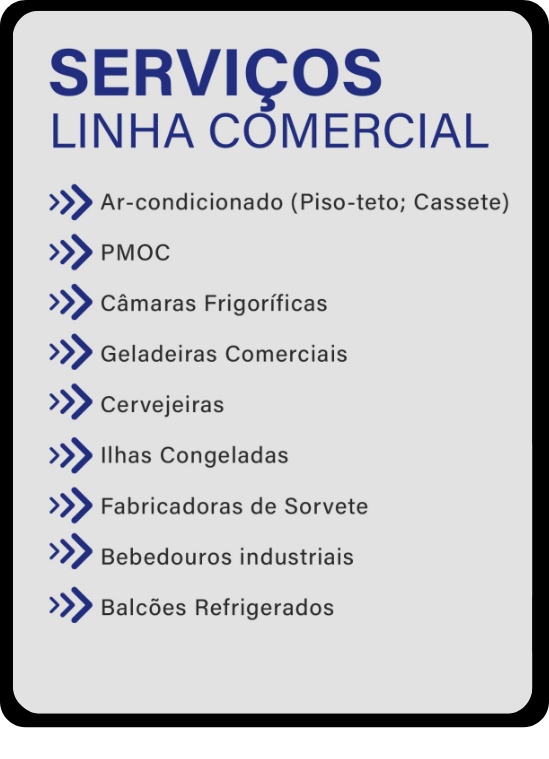 SERVIÇOS
LINHA COMERCIAL
Ar-condicionado (Piso-teto; Cassete)
PMOC
Câmaras Frigoríficas
Geladeiras Comerciais
Cervejeiras
Ilhas Congeladas
Fabricadoras de Sorvete
Bebedouros industriais
Balcões Refrigerados